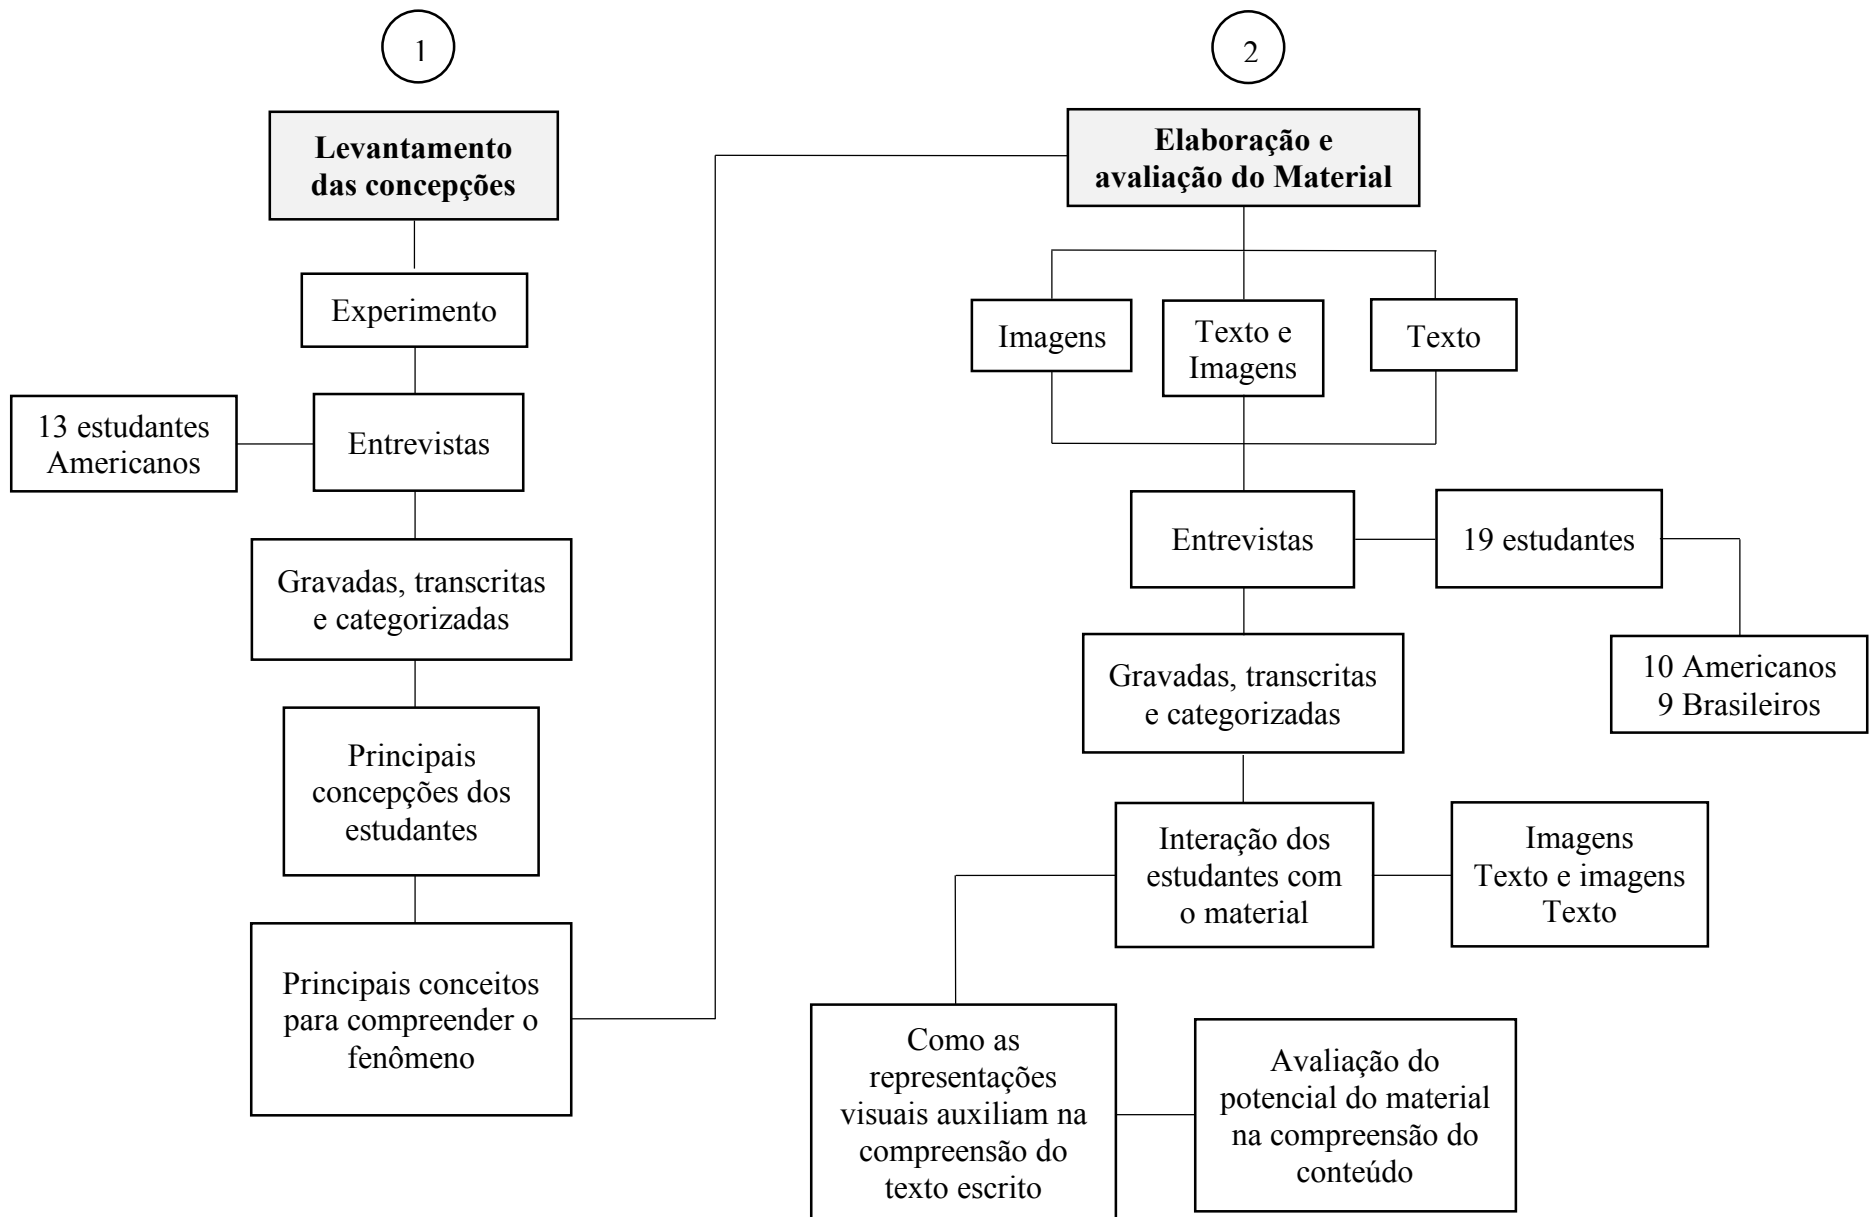 1
Levantamento
das concepções
Experimento
13 estudantes
Americanos
Entrevistas
Gravadas, transcritas
e categorizadas
Principais
concepções dos
estudantes
Principais conceitos
para compreender o
fenômeno
2
Elaboração e
avaliação do Material
Imagens
Texto e
Imagens
Texto
Entrevistas
19 estudantes
10 Americanos
9 Brasileiros
Gravadas, transcritas
e categorizadas
Interação dos
estudantes com
o material
Imagens
Texto e imagens
Texto
Como as
representações
visuais auxiliam na
compreensão do
texto escrito
Avaliação do
potencial do material
na compreensão do
conteúdo